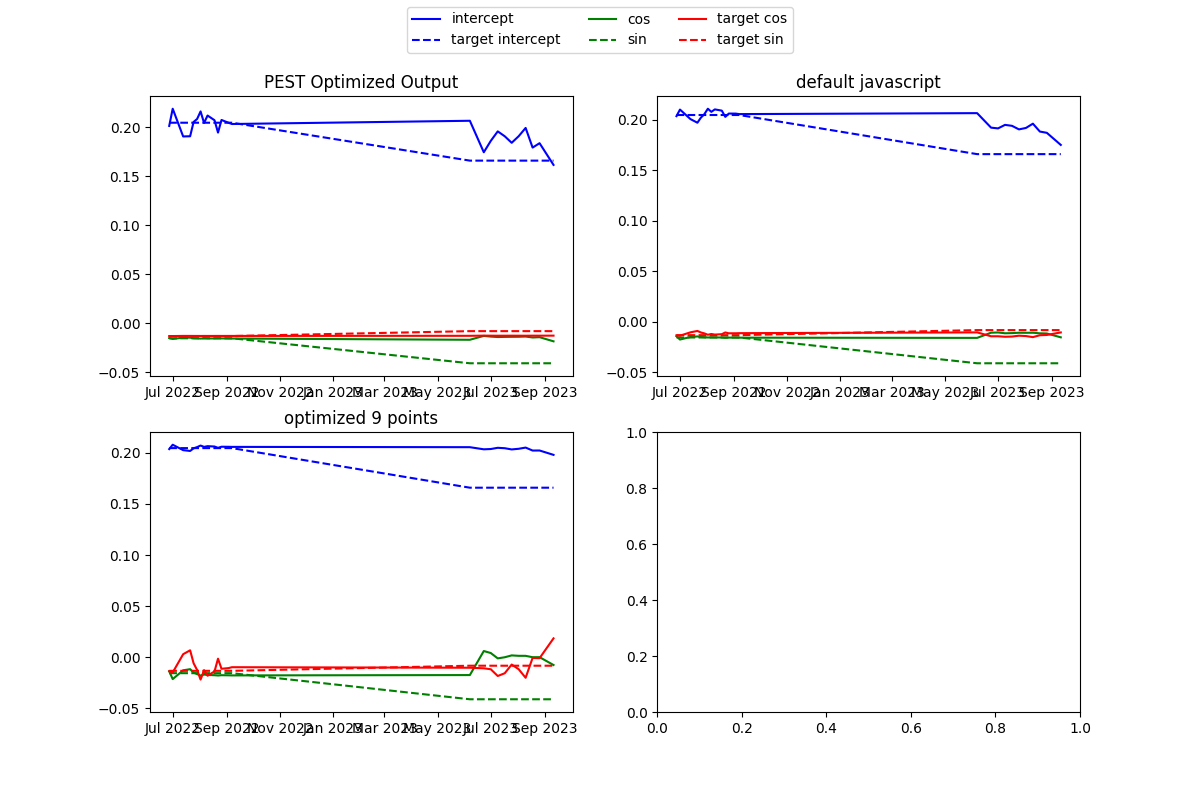 intercept cos target cos
target intercept sin target sin
PEST Optimized Output
0.20
0.15
0.10
0.05
0.00
−0.05
Jul 2022 Sep 2022 Nov 2022 Jan 2023 Mar 2023 May 2023 Jul 2023 Sep 2023
default javascript
0.20
0.15
0.10
0.05
0.00
−0.05
Jul 2022 Sep 2022 Nov 2022 Jan 2023 Mar 2023 May 2023 Jul 2023 Sep 2023
optimized 9 points
0.20
0.15
0.10
0.05
0.00
−0.05
Jul 2022 Sep 2022 Nov 2022 Jan 2023 Mar 2023 May 2023 Jul 2023 Sep 2023
1.0
0.8
0.6
0.4
0.2
0.0
0.0 0.2 0.4 0.6 0.8 1.0